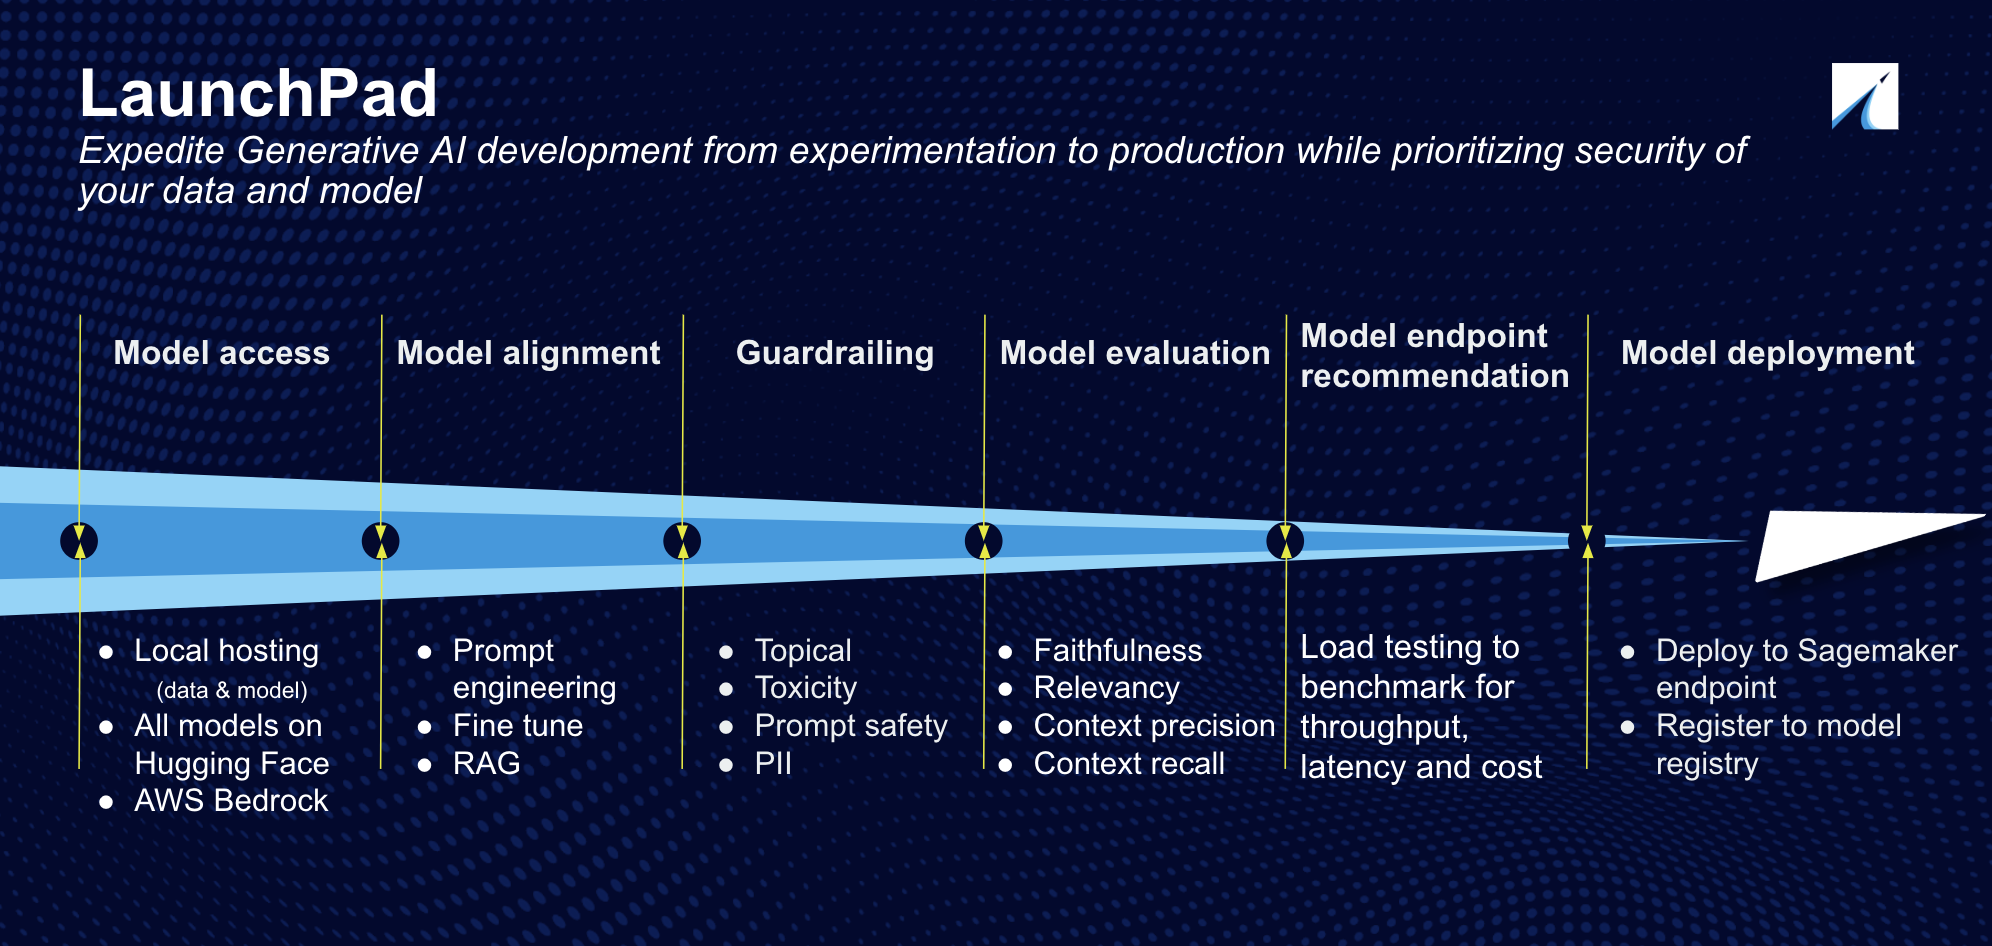 LaunchPad
Expedite Generative AI development from experimentation to production while prioritizing security of
your data and model
Model access
Model alignment
Guardrailing
Model evaluation
Model endpoint
recommendation
Model deployment
● Local hosting
(data & model)
● All models on
Hugging Face
● AWS Bedrock
● Prompt
engineering
● Fine tune
● RAG
● Topical
● Toxicity
● Prompt safety
● PII
● Faithfulness
● Relevancy
● Context precision
● Context recall
Load testing to
benchmark for
throughput,
latency and cost
● Deploy to Sagemaker
endpoint
● Register to model
registry